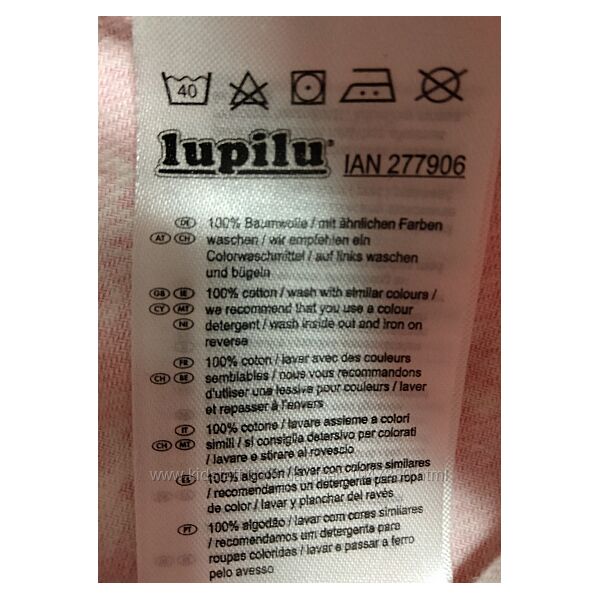 40
lupilu® IAN 277906
DE 100% Baumwolle / mit ähnlichen Farben
AT CH waschen / wir empfehlen ein
Colorwaschmittel / auf links waschen
und bügeln
GB IE 100% cotton / wash with similar colours /
CY MT we recommend that you use a colour
NI detergent / wash inside out and iron on
reverse
FR 100% coton / laver avec des couleurs
CH BE semblables / nous vous recommandons
d'utiliser une lessive pour couleurs / laver
et repasser à l'envers
IT 100% cotone / lavare assieme a colori
CH MT simili / si consiglia detersivo per colorati
/ lavare e stirare al rovescio
ES 100% algodón / lavar con colores similares
/ recomendamos un detergente para ropa
de color / lavar y planchar del revés
PT 100% algodão / lavar com cores similares
/ recomendamos um detergente para
roupas coloridas / lavar e passar a ferro
pelo avesso